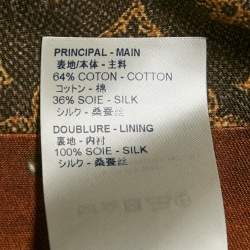 PRINCIPAL - MAIN
表地/本体 - 主料
64% COTON - COTTON
コットン - 棉
36% SOIE - SILK
シルク - 桑蚕丝
DOUBLURE - LINING
裏地 - 内衬
100% SOIE - SILK
シルク - 桑蚕丝